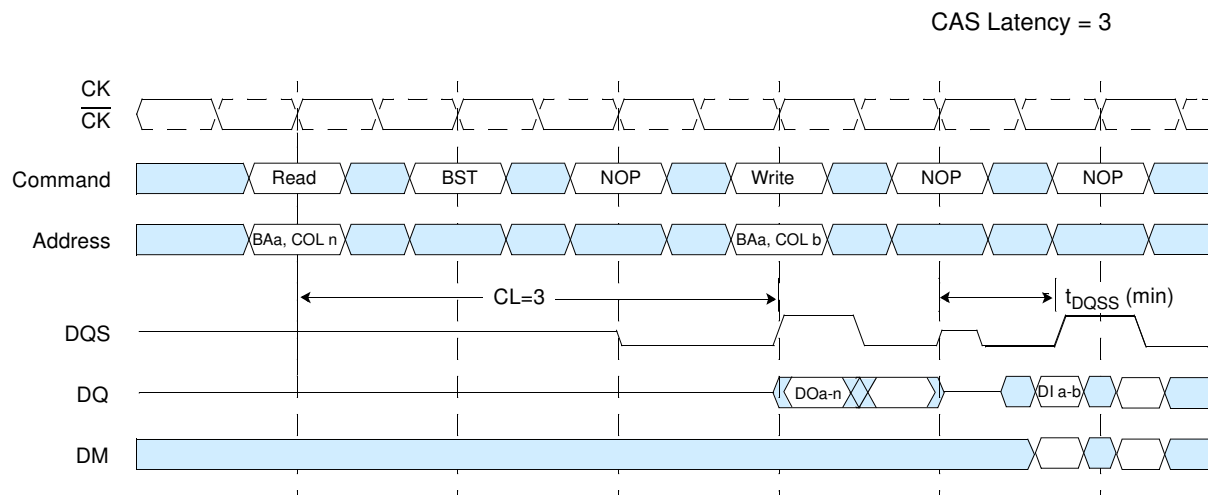 CAS Latency = 3
CK
CK
Command Read BST NOP Write NOP NOP
Address BAa, COL n BAa, COL b
CL=3 tDQSS (min)
DQS
DQ DOa-n DI a-b
DM